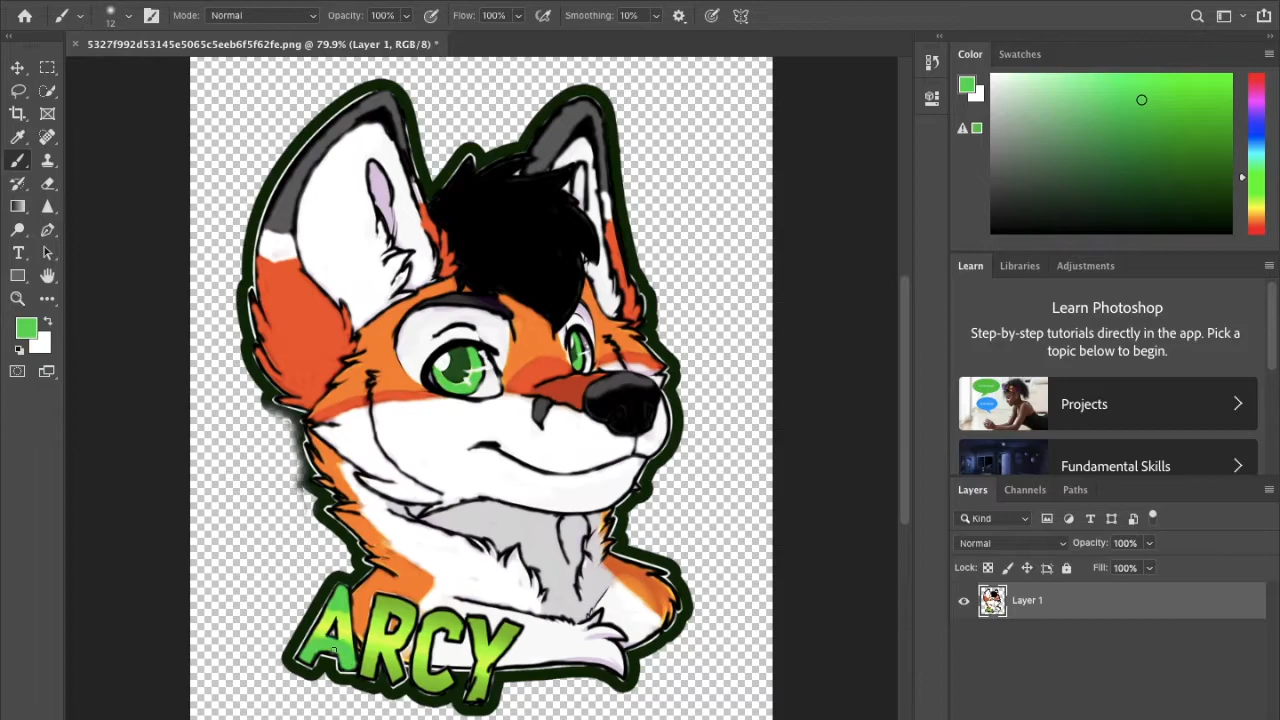 12
Mode: Normal
Opacity: 100%
Flow: 100%
Smoothing: 10%
5327f992d53145e5065c5eeb6f5f62fe.png @ 79.9% (Layer 1, RGB/8) *
Color
Swatches
Learn
Libraries
Adjustments
Learn Photoshop
Step-by-step tutorials directly in the app. Pick a
topic below to begin.
Projects
Fundamental Skills
Layers
Channels
Paths
Kind
Normal
Opacity: 100%
Lock:
Fill: 100%
Layer 1
ARCY